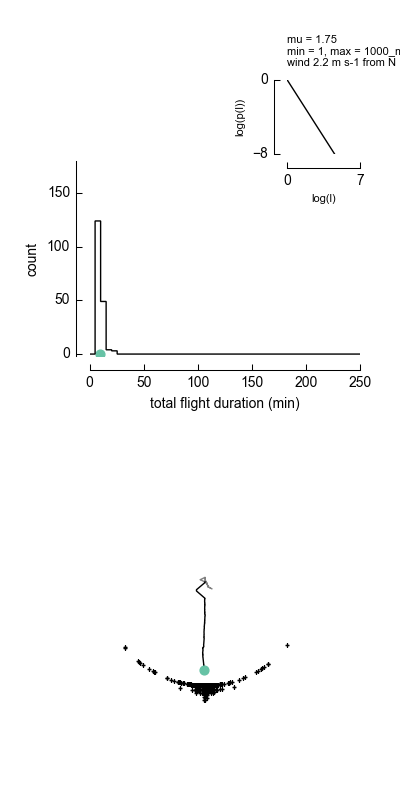 mu = 1.75
min = 1, max = 1000_m
wind 2.2 m s-1 from N
0
log(p(l))
−8
0
7
log(l)
150
100
50
0
count
0
50
100
150
200
250
total flight duration (min)